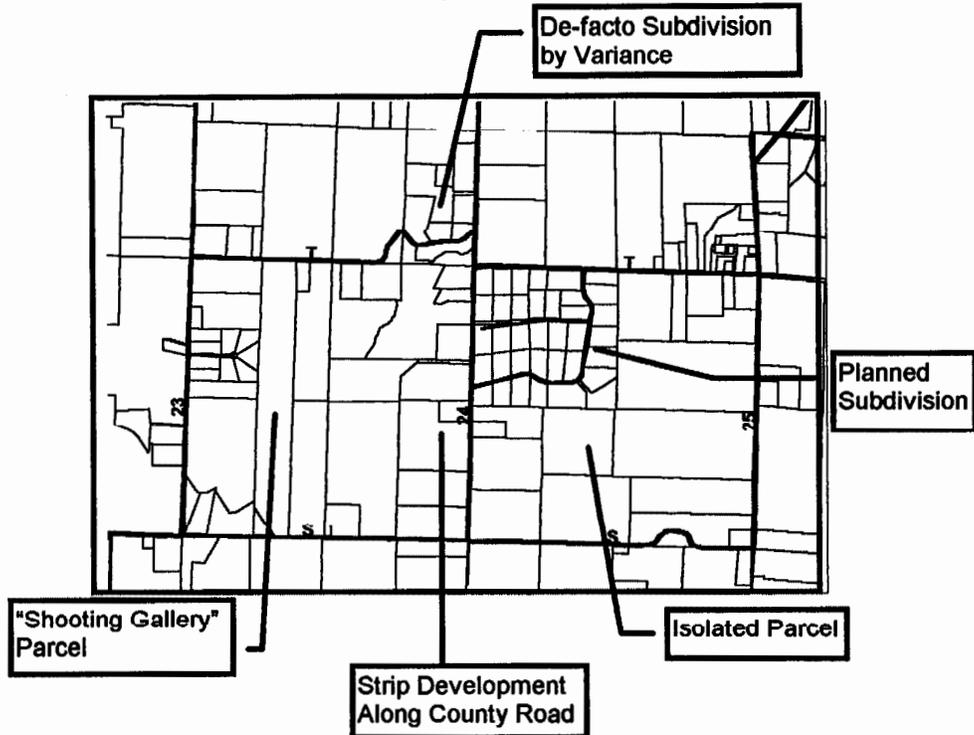 De-facto Subdivision
by Variance
T
T
23
24
25
Planned
Subdivision
S
S
"Shooting Gallery"
Parcel
Isolated Parcel
Strip Development
Along County Road